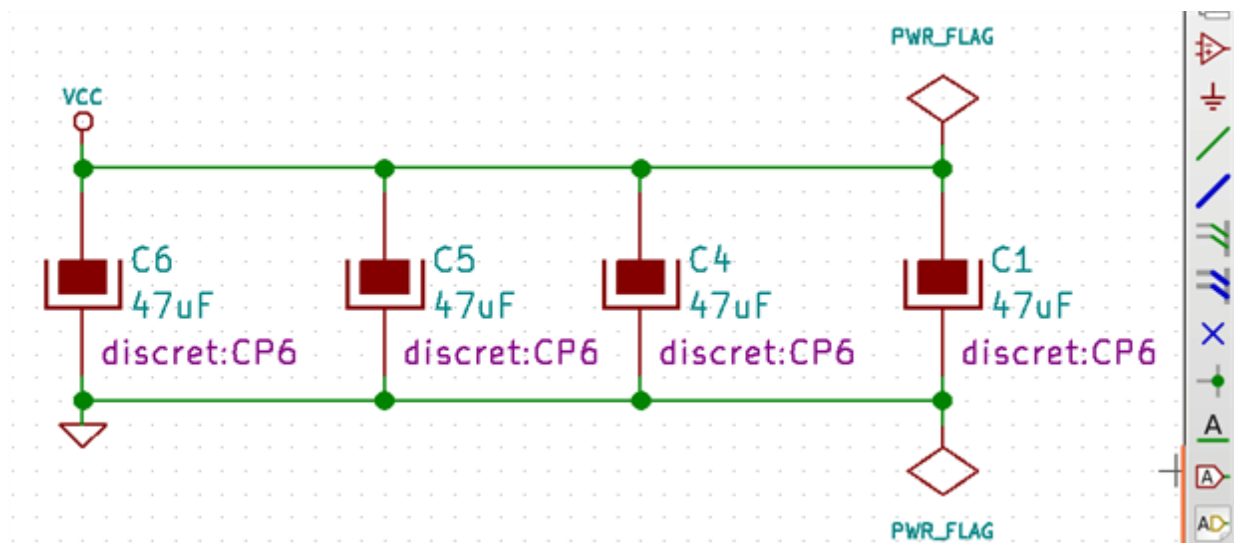 PWR_FLAG
VCC
C6
47uF
discret:CP6
C5
47uF
discret:CP6
C4
47uF
discret:CP6
C1
47uF
discret:CP6
PWR_FLAG
A
A
AD